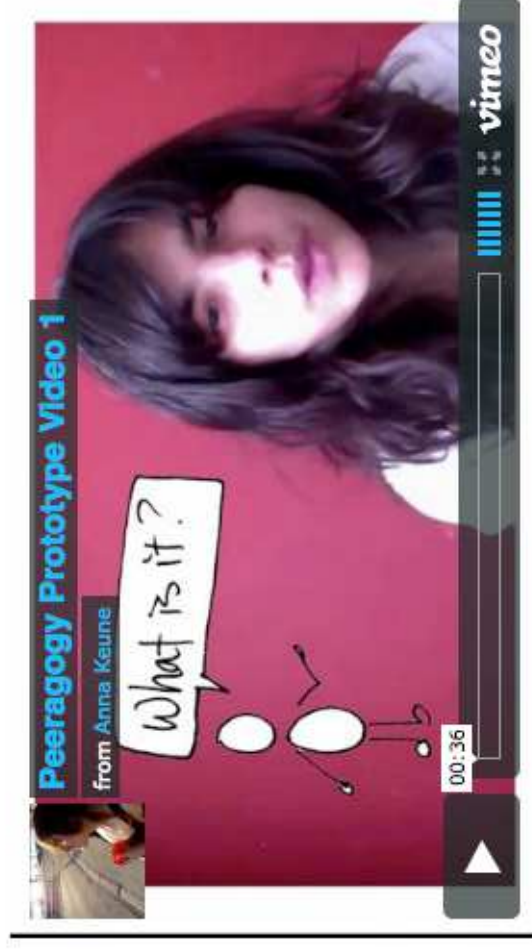 Peeragogy Prototype Video 1
from Anna Keune
What is it?
00:36
vimeo